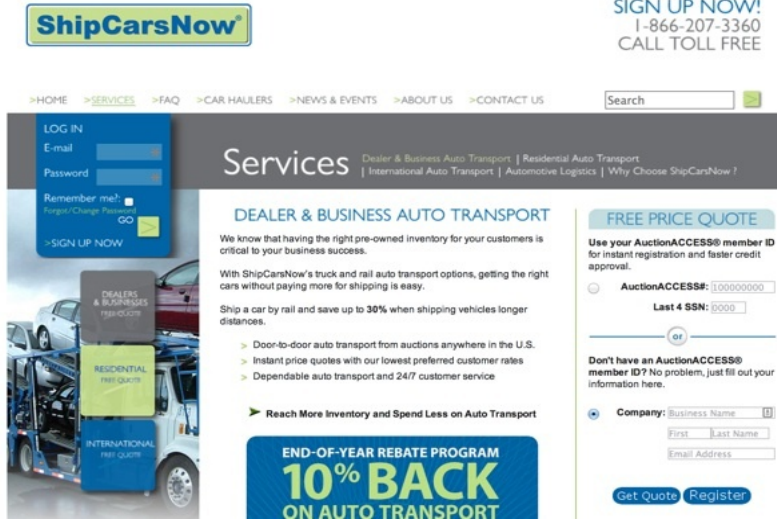 ShipCarsNow®
SIGN UP NOW!
1-866-207-3360
CALL TOLL FREE
>HOME >SERVICES >FAQ >CAR HAULERS >NEWS & EVENTS >ABOUT US >CONTACT US
Search >
LOG IN
E-mail
Password
Remember me?:
Forgot/Change Password
GO >
>SIGN UP NOW
Services
Dealer & Business Auto Transport | Residential Auto Transport
| International Auto Transport | Automotive Logistics | Why Choose ShipCarsNow ?
DEALERS
& BUSINESSES
FREE QUOTE
RESIDENTIAL
FREE QUOTE
INTERNATIONAL
FREE QUOTE
DEALER & BUSINESS AUTO TRANSPORT
We know that having the right pre-owned inventory for your customers is
critical to your business success.
With ShipCarsNow's truck and rail auto transport options, getting the right
cars without paying more for shipping is easy.
Ship a car by rail and save up to 30% when shipping vehicles longer
distances.
> Door-to-door auto transport from auctions anywhere in the U.S.
> Instant price quotes with our lowest preferred customer rates
> Dependable auto transport and 24/7 customer service
Reach More Inventory and Spend Less on Auto Transport
END-OF-YEAR REBATE PROGRAM
10% BACK
ON AUTO TRANSPORT
FREE PRICE QUOTE
Use your AuctionACCESS® member ID
for instant registration and faster credit
approval.
AuctionACCESS#: 100000000
Last 4 SSN: 0000
or
Don't have an AuctionACCESS®
member ID? No problem, just fill out your
information here.
Company: Business Name
First Last Name
Email Address
Get Quote Register